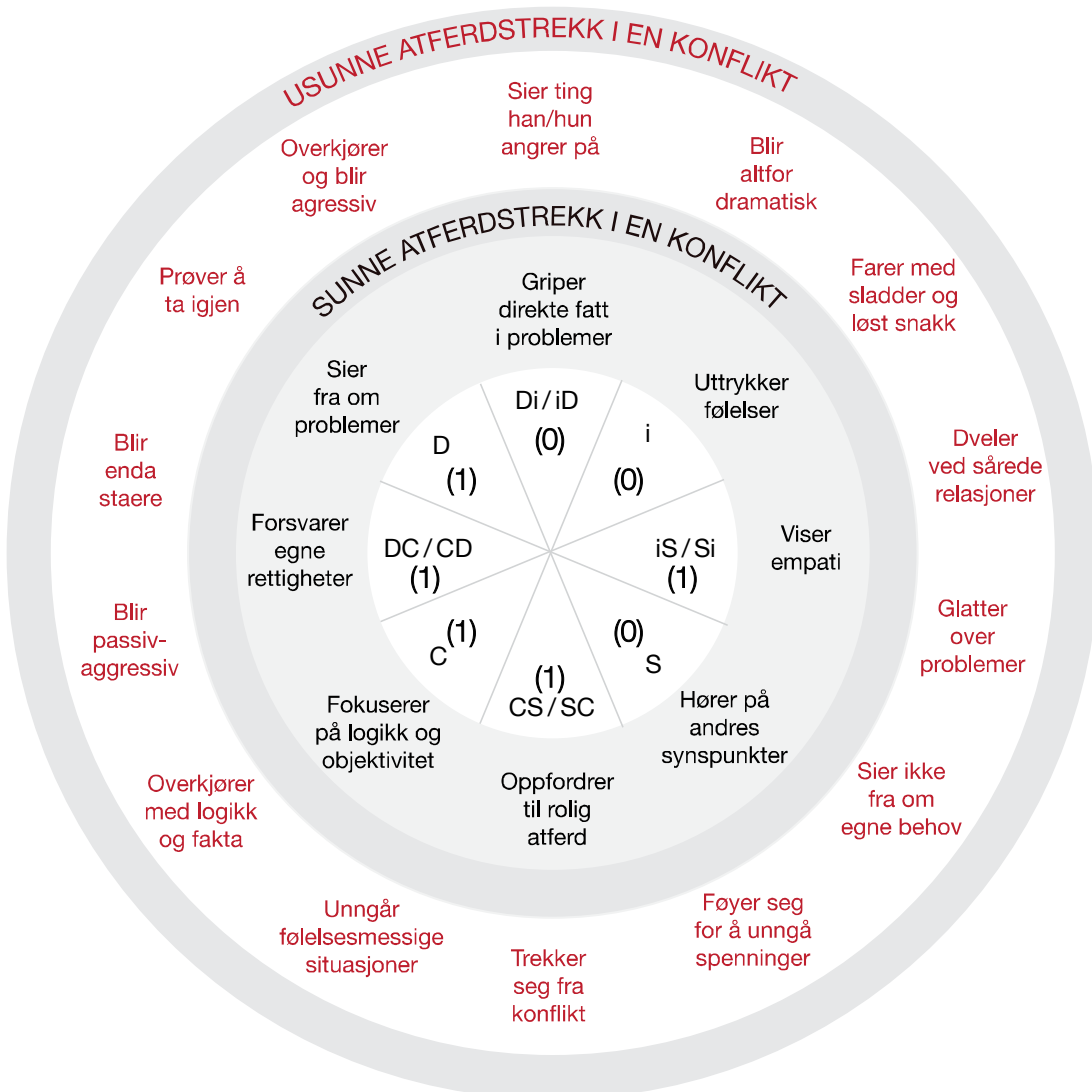 USUNNE ATFERDSTREKK I EN KONFLIKT
Sier ting
han/hun
angrer på
Blir
altfor
dramatisk
Farer med
sladder og
løst snakk
Dveler
ved sårede
relasjoner
Glatter
over
problemer
Sier ikke
fra om
egne behov
Føyer seg
for å unngå
spenninger
Trekker
seg fra
konflikt
Unngår
følelsesmessige
situasjoner
Overkjører
med logikk
og fakta
Blir
passiv-
aggressiv
Blir
enda
staere
Prøver å
ta igjen
Overkjører
og blir
agressiv
SUNNE ATFERDSTREKK I EN KONFLIKT
Griper
direkte fatt
i problemer
Uttrykker
følelser
Viser
empati
Hører på
andres
synspunkter
Oppfordrer
til rolig
atferd
Fokuserer
på logikk og
objektivitet
Forsvarer
egne
rettigheter
Sier
fra om
problemer
Di / iD
(0)
i
(0)
iS / Si
(1)
(0)
S
(1)
CS / SC
(1)
C
DC / CD
(1)
D
(1)